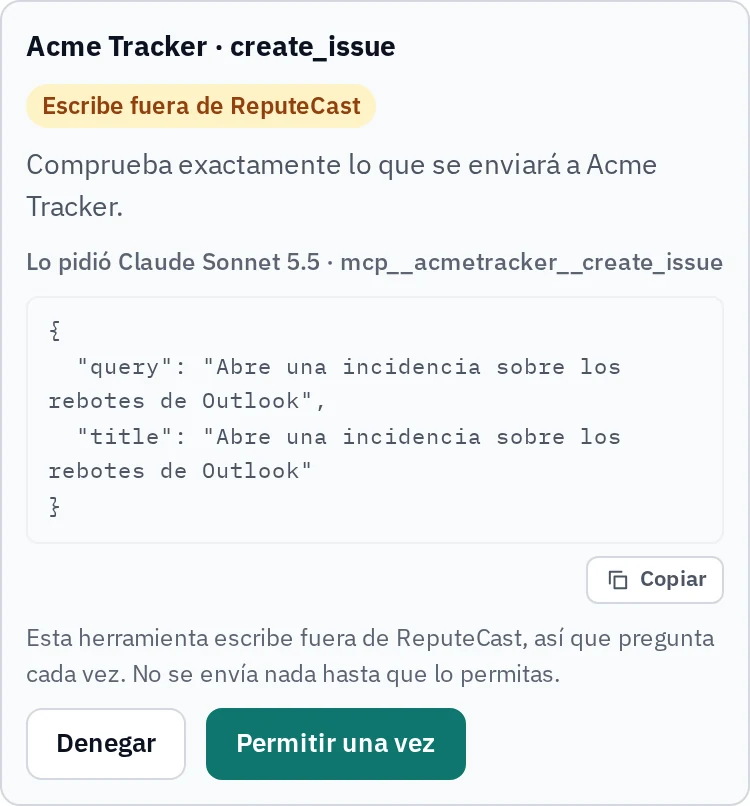 Acme Tracker · create_issue
Escribe fuera de ReputeCast
Comprueba exactamente lo que se enviará a Acme
Tracker.
Lo pidió Claude Sonnet 5.5 · mcp__acmetracker__create_issue
{
  "query": "Abre una incidencia sobre los
rebotes de Outlook",
  "title": "Abre una incidencia sobre los
rebotes de Outlook"
}
Copiar
Esta herramienta escribe fuera de ReputeCast, así que pregunta
cada vez. No se envía nada hasta que lo permitas.
Denegar
Permitir una vez